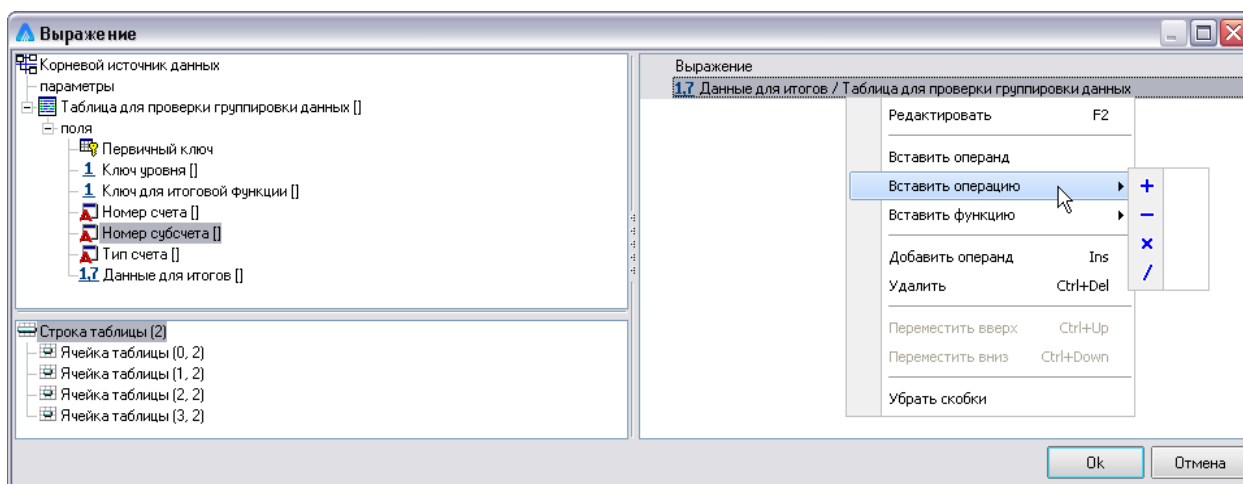 Выражение
Корневой источник данных
параметры
Таблица для проверки группировки данных []
поля
Первичный ключ
1 Ключ уровня []
1 Ключ для итоговой функции []
Номер счета []
Номер субсчета []
Тип счета []
1,7 Данные для итогов []
Строка таблицы (2)
Ячейка таблицы (0, 2)
Ячейка таблицы (1, 2)
Ячейка таблицы (2, 2)
Ячейка таблицы (3, 2)
Выражение
1,7 Данные для итогов / Таблица для проверки группировки данных
Редактировать F2
Вставить операнд
Вставить операцию
Вставить функцию
Добавить операнд Ins
Удалить Ctrl+Del
Переместить вверх Ctrl+Up
Переместить вниз Ctrl+Down
Убрать скобки
+
−
×
/
Ok Отмена